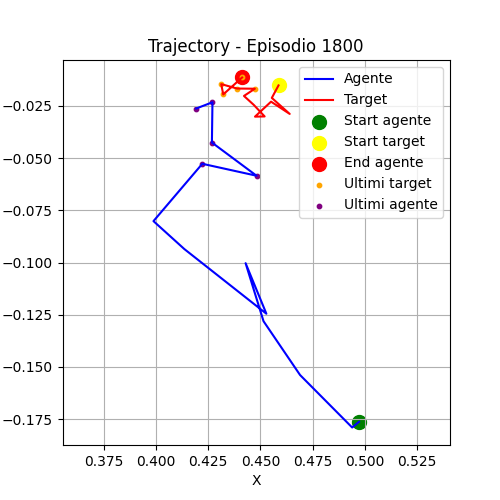 Trajectory - Episodio 1800
Agente
Target
Start agente
Start target
End agente
Ultimi target
Ultimi agente
−0.025
−0.050
−0.075
−0.100
−0.125
−0.150
−0.175
0.375 0.400 0.425 0.450 0.475 0.500 0.525
X